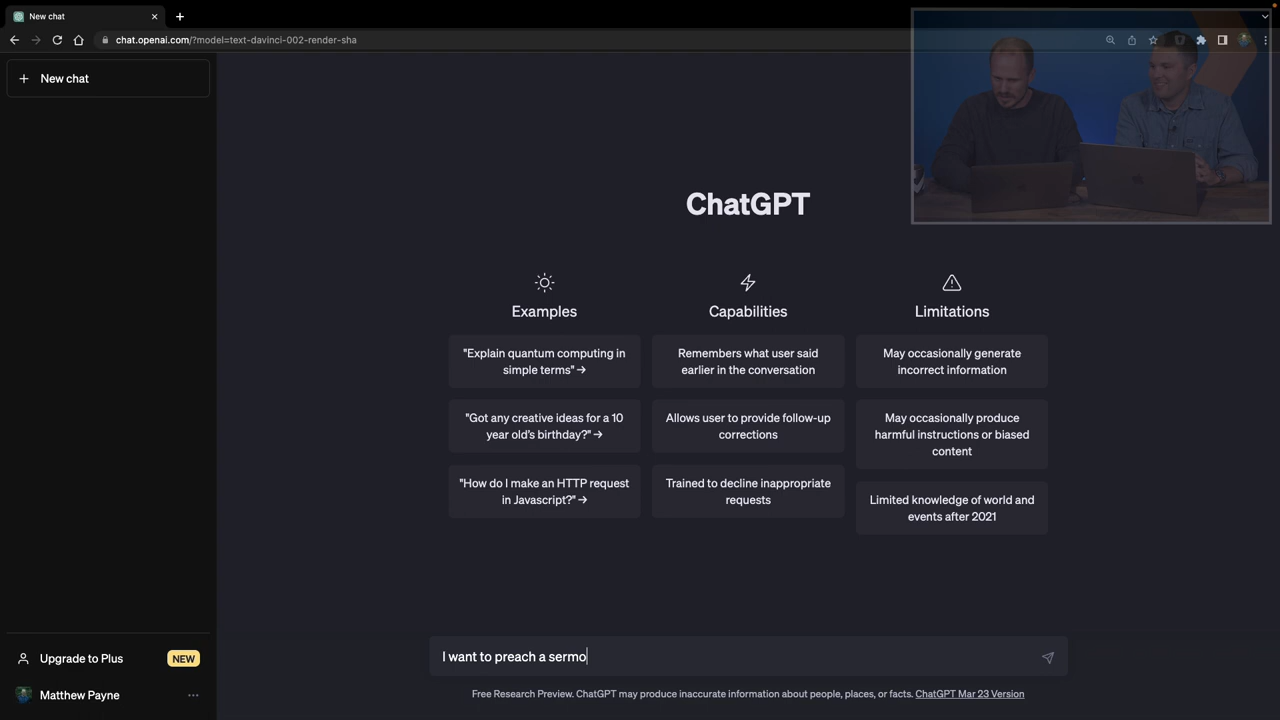 New chat
chat.openai.com/?model=text-davinci-002-render-sha
New chat
ChatGPT
Examples
"Explain quantum computing in
simple terms" →
"Got any creative ideas for a 10
year old's birthday?" →
"How do I make an HTTP request
in Javascript?" →
Capabilities
Remembers what user said
earlier in the conversation
Allows user to provide follow-up
corrections
Trained to decline inappropriate
requests
Limitations
May occasionally generate
incorrect information
May occasionally produce
harmful instructions or biased
content
Limited knowledge of world and
events after 2021
I want to preach a sermo
Free Research Preview. ChatGPT may produce inaccurate information about people, places, or facts. ChatGPT Mar 23 Version
Upgrade to Plus NEW
Matthew Payne